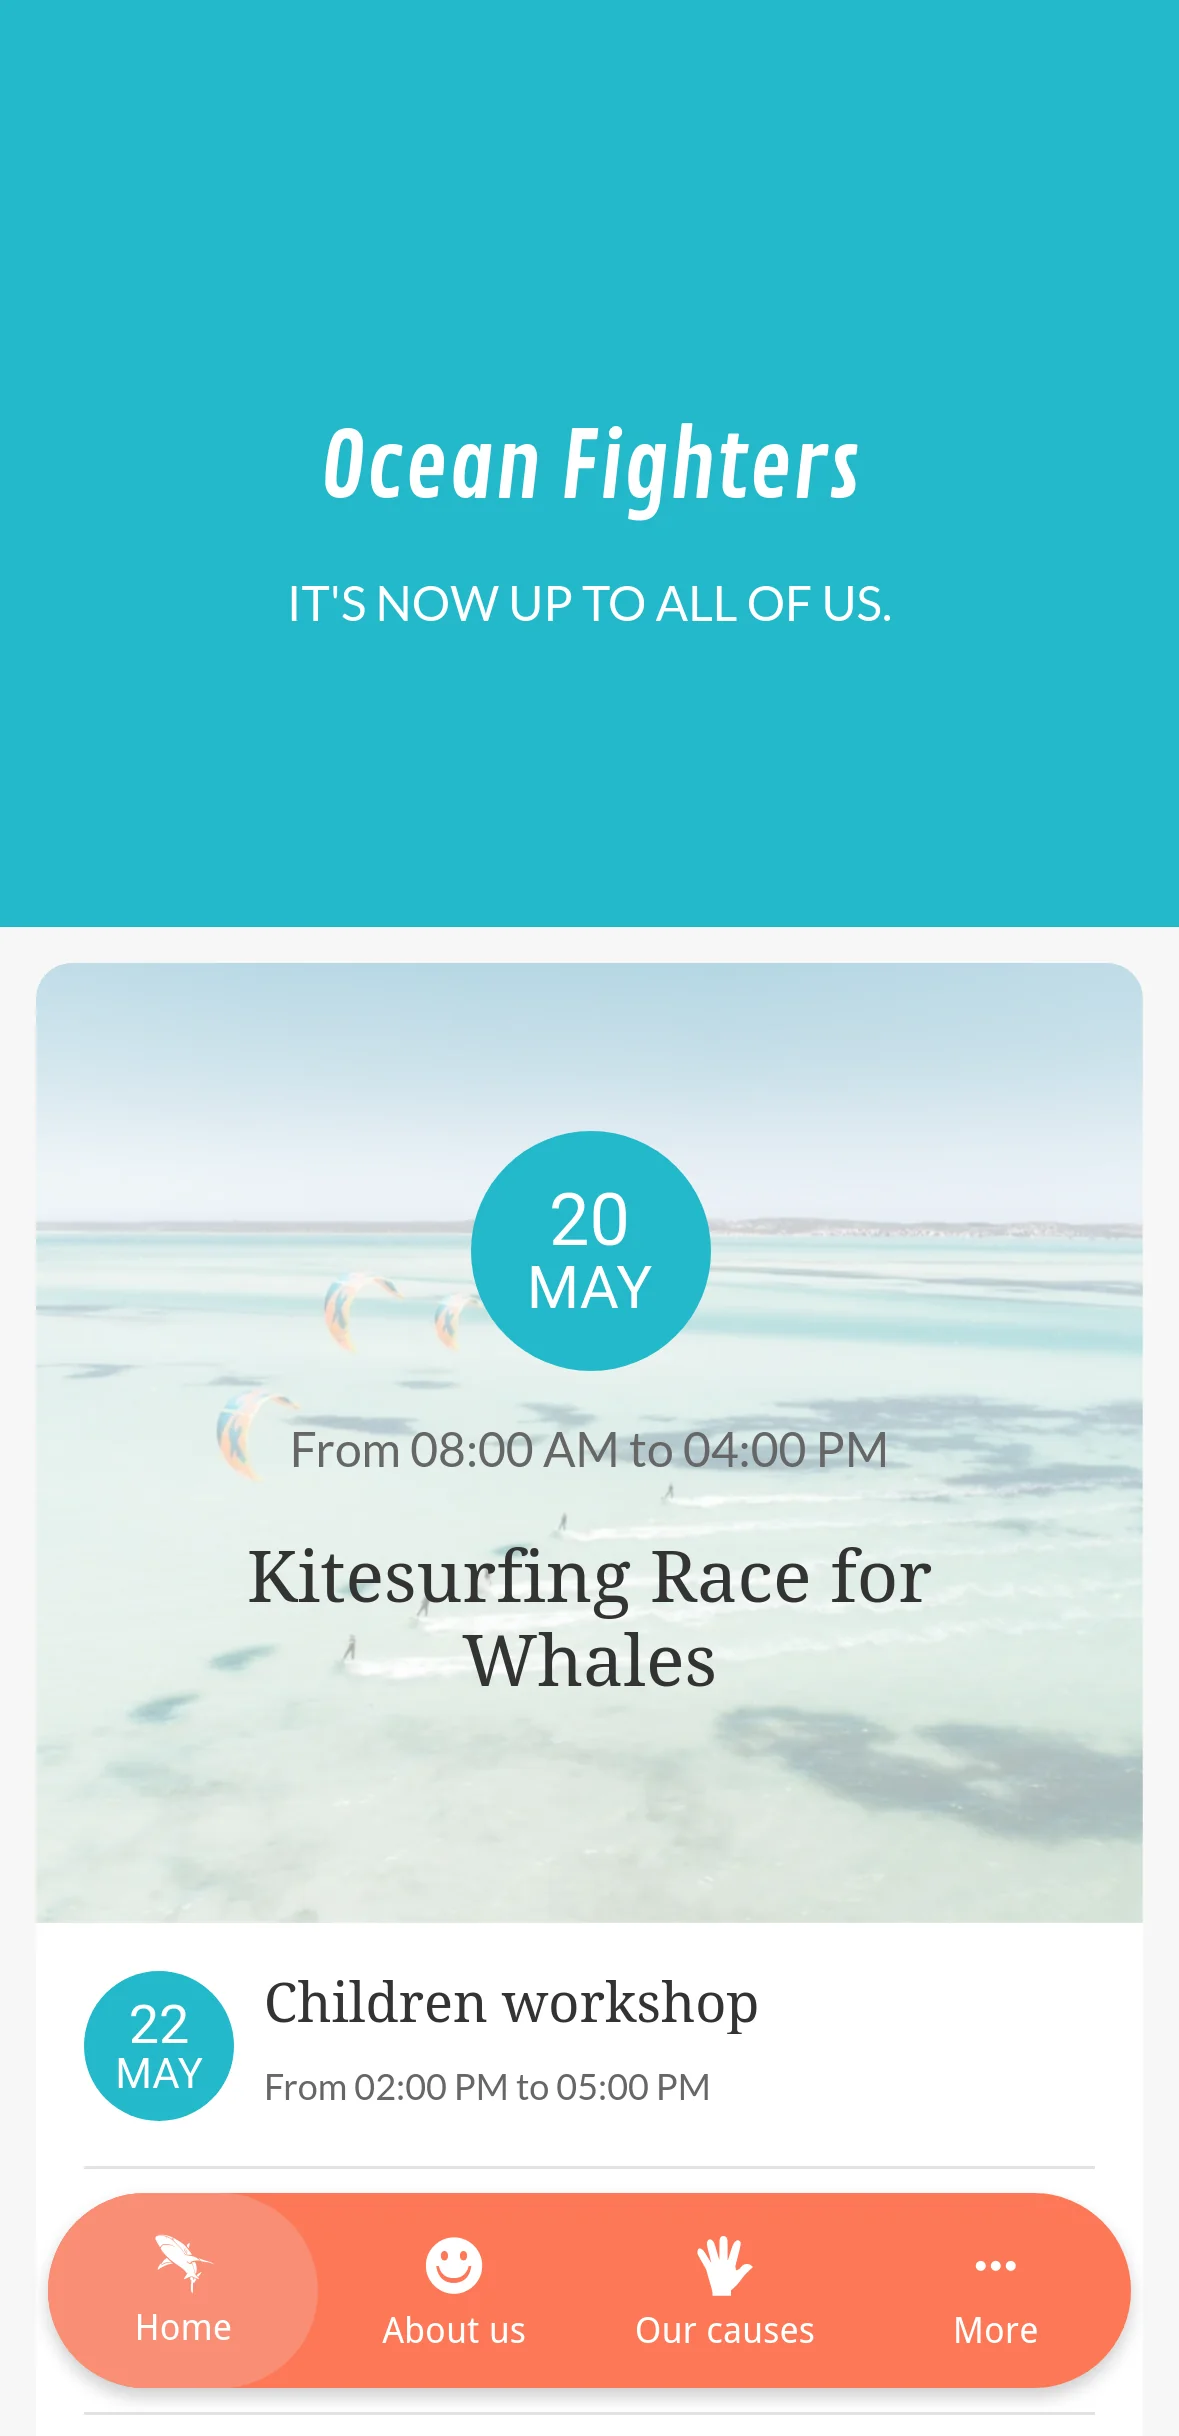 Ocean Fighters
IT'S NOW UP TO ALL OF US.
20
MAY
From 08:00 AM to 04:00 PM
Kitesurfing Race for
Whales
22
MAY
Children workshop
From 02:00 PM to 05:00 PM
Home
About us
Our causes
More